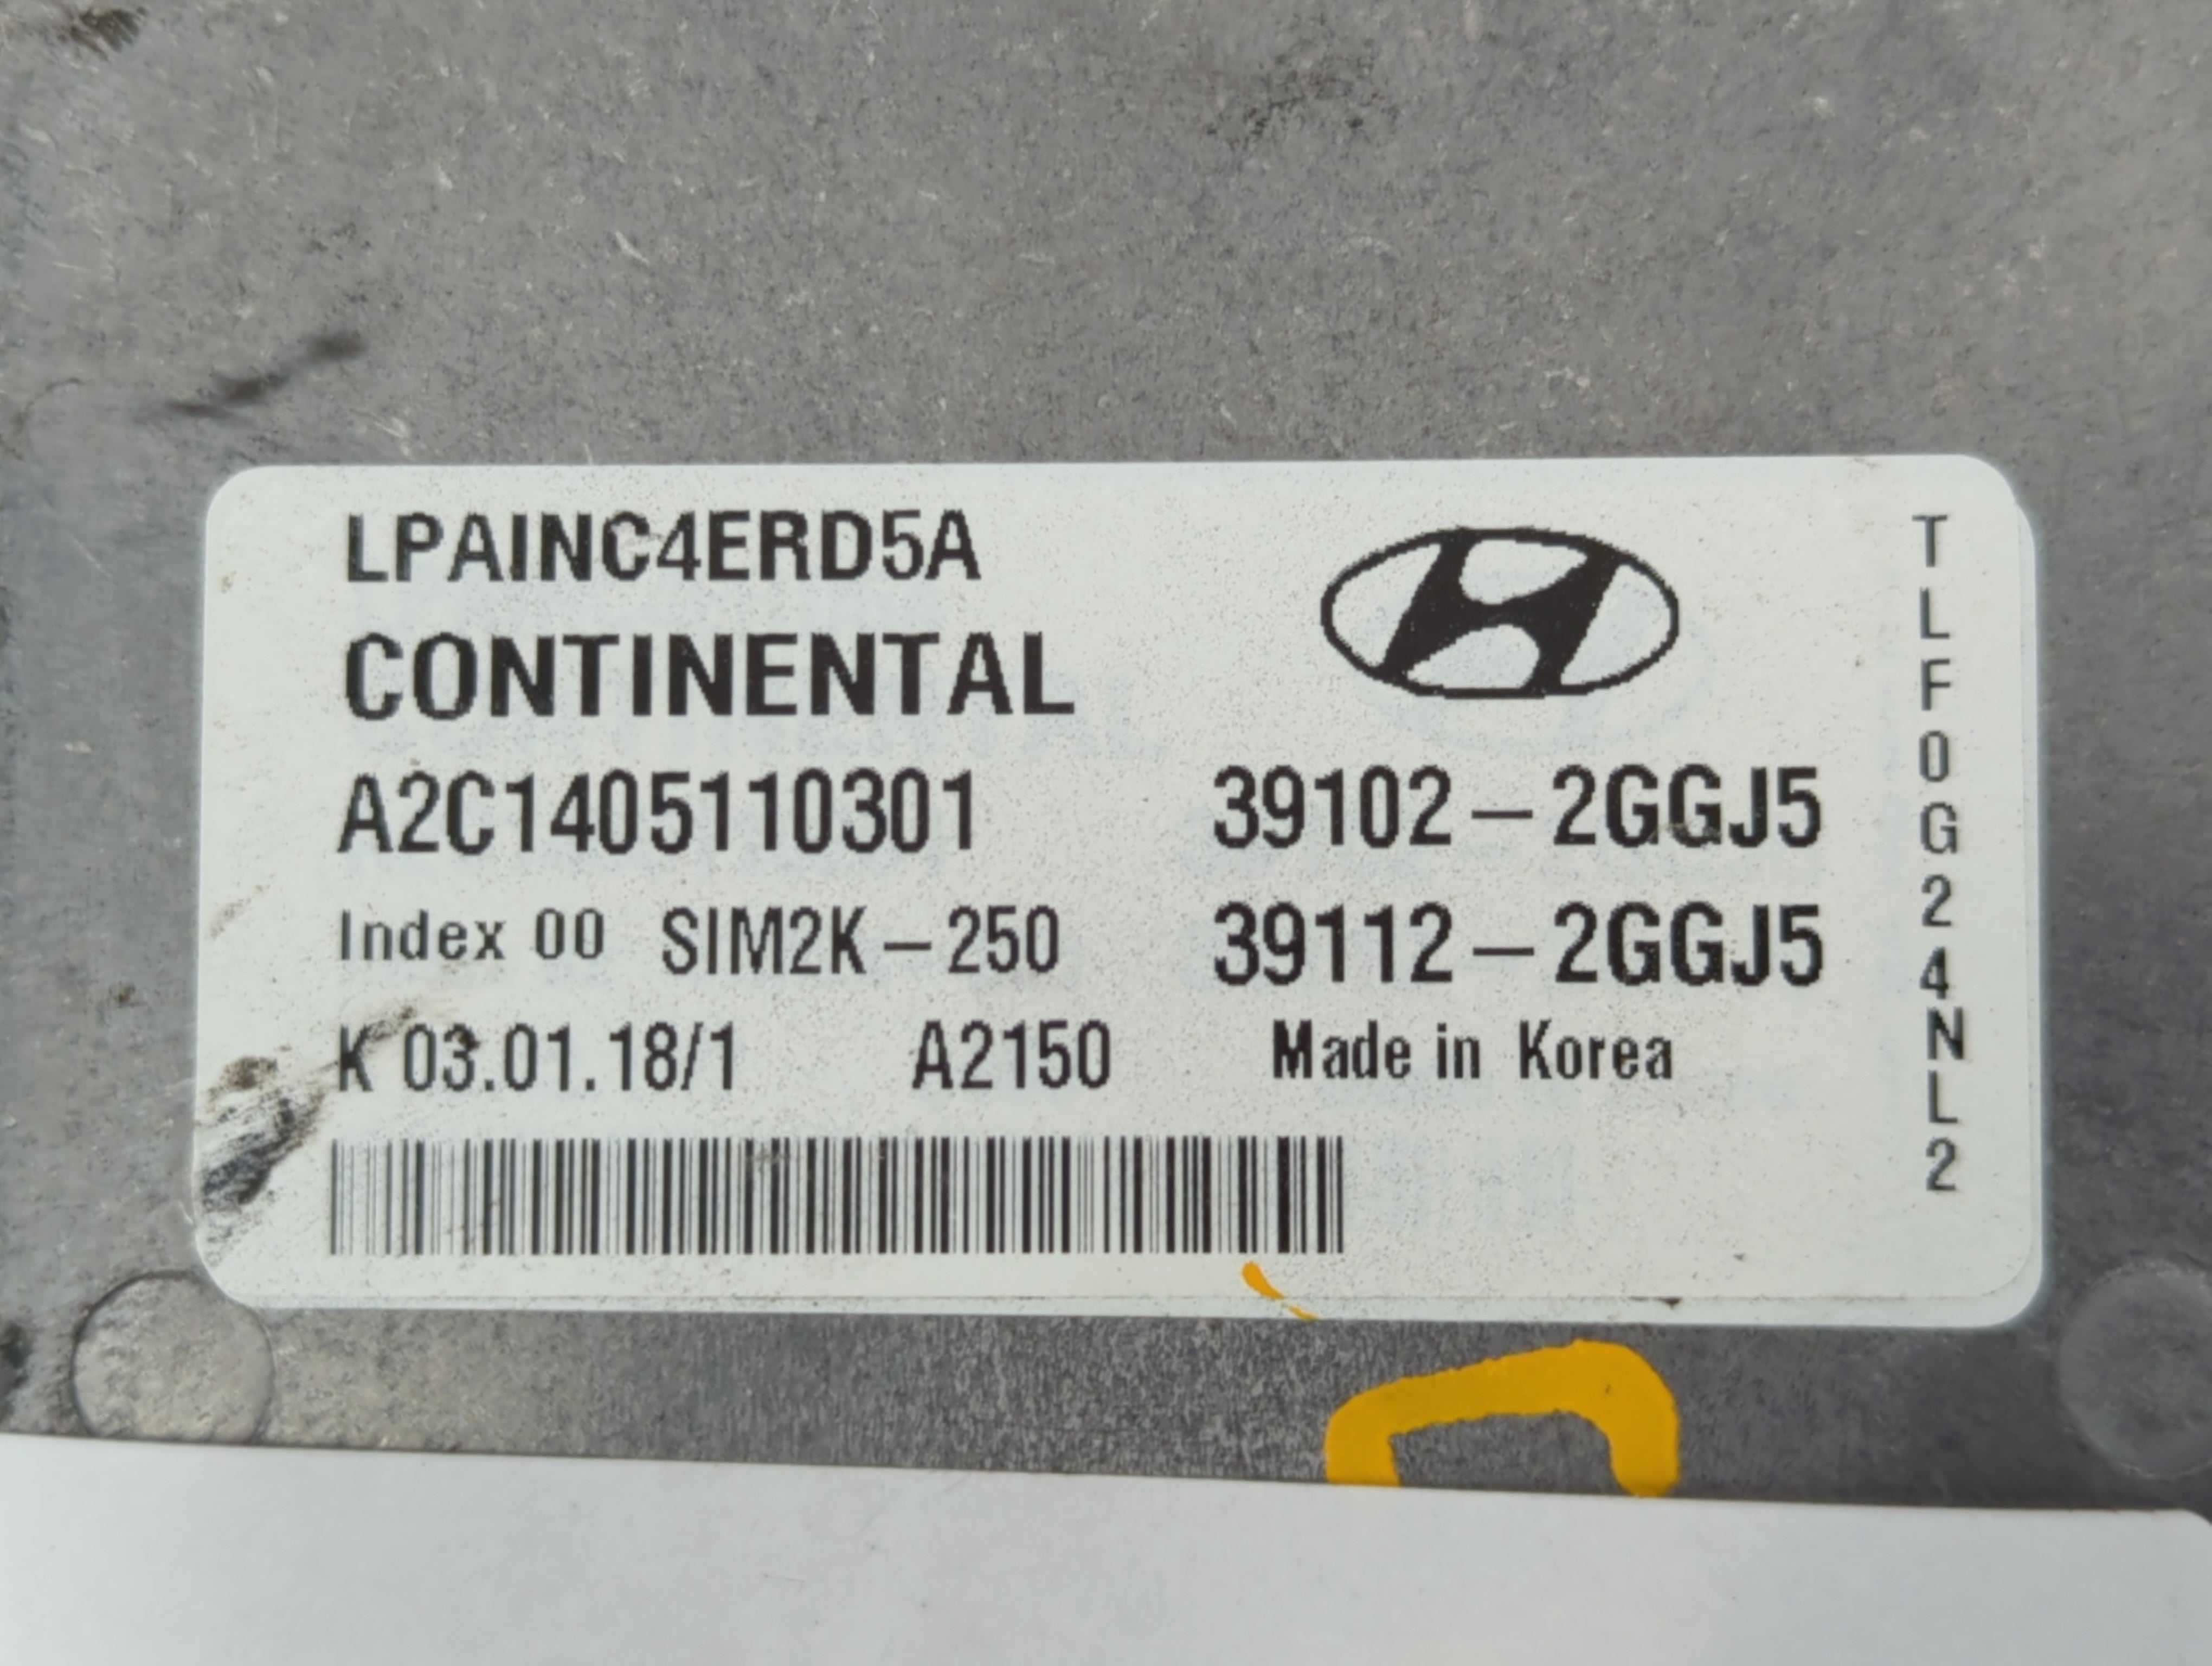 LPAINC4ERD5A
CONTINENTAL
A2C1405110301 39102-2GGJ5
Index 00 SIM2K-250 39112-2GGJ5
K 03.01.18/1 A2150 Made in Korea
TLF0G24NL2